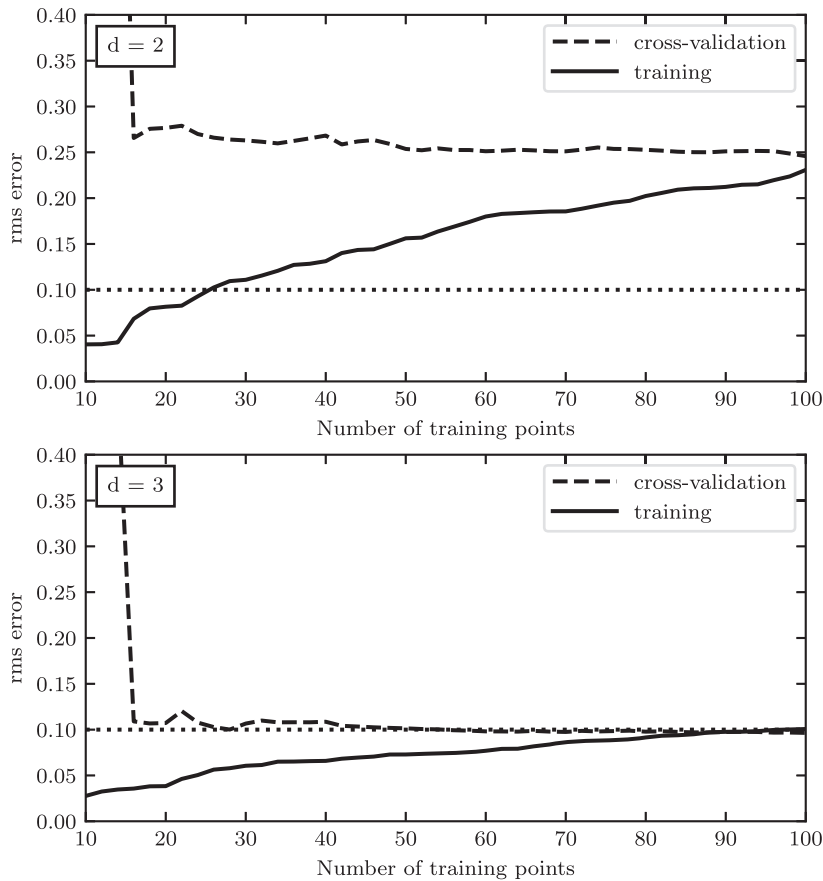 0.40
d = 2
cross-validation
training
0.35
0.30
0.25
0.20
0.15
0.10
0.05
0.00
rms error
10 20 30 40 50 60 70 80 90 100
Number of training points
0.40
d = 3
cross-validation
training
0.35
0.30
0.25
0.20
0.15
0.10
0.05
0.00
rms error
10 20 30 40 50 60 70 80 90 100
Number of training points